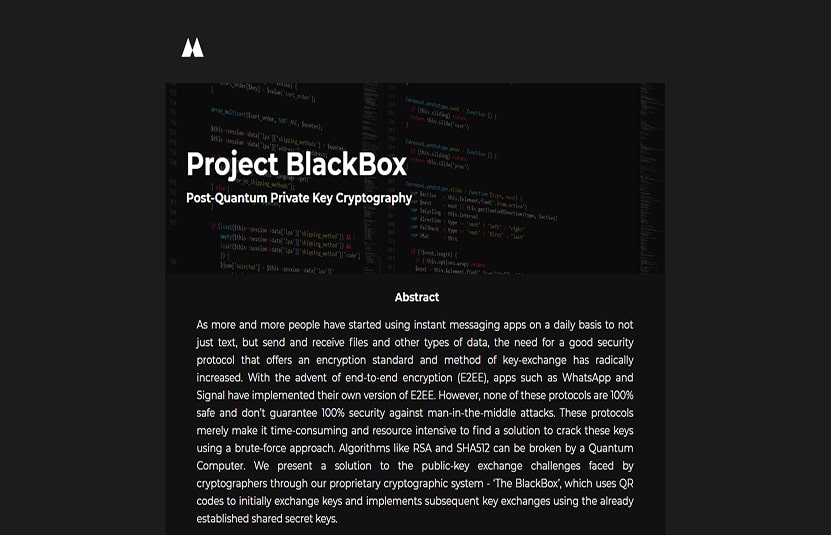 Project BlackBox
Post-Quantum Private Key Cryptography
Abstract
As more and more people have started using instant messaging apps on a daily basis to not
just text, but send and receive files and other types of data, the need for a good security
protocol that offers an encryption standard and method of key-exchange has radically
increased. With the advent of end-to-end encryption (E2EE), apps such as WhatsApp and
Signal have implemented their own version of E2EE. However, none of these protocols are 100%
safe and don't guarantee 100% security against man-in-the-middle attacks. These protocols
merely make it time-consuming and resource intensive to find a solution to crack these keys
using a brute-force approach. Algorithms like RSA and SHA512 can be broken by a Quantum
Computer. We present a solution to the public-key exchange challenges faced by
cryptographers through our proprietary cryptographic system - 'The BlackBox', which uses QR
codes to initially exchange keys and implements subsequent key exchanges using the already
established shared secret keys.